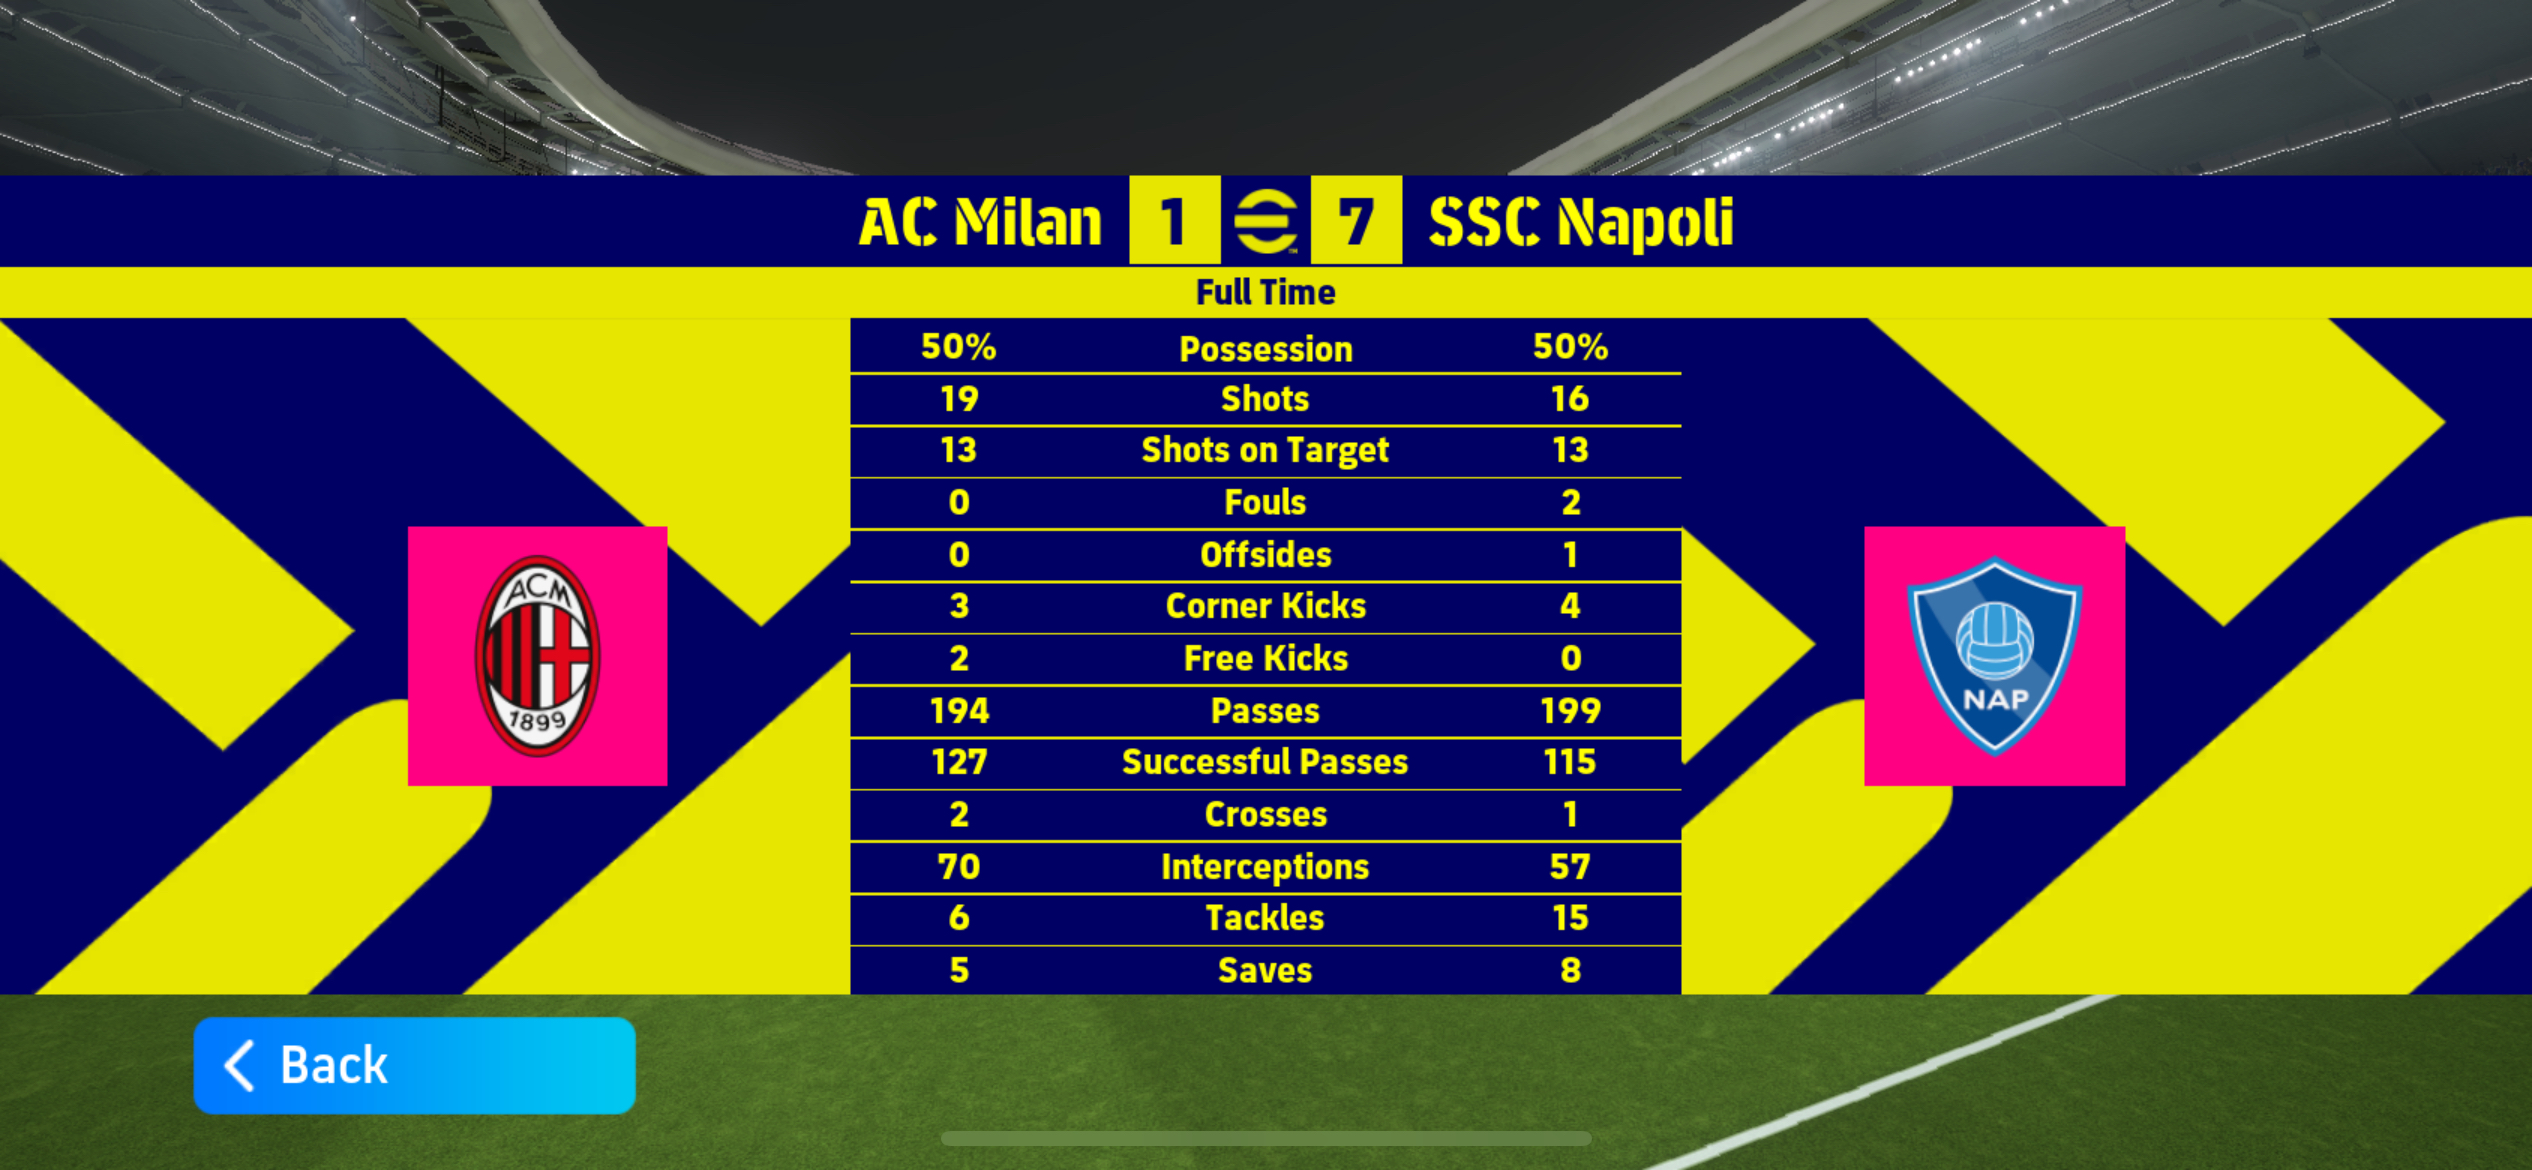 AC Milan 1 7 SSC Napoli
™
Full Time
50% Possession 50%
19 Shots 16
13 Shots on Target 13
0 Fouls 2
0 Offsides 1
3 Corner Kicks 4
2 Free Kicks 0
194 Passes 199
127 Successful Passes 115
2 Crosses 1
70 Interceptions 57
6 Tackles 15
5 Saves 8
ACM
1899
NAP
Back